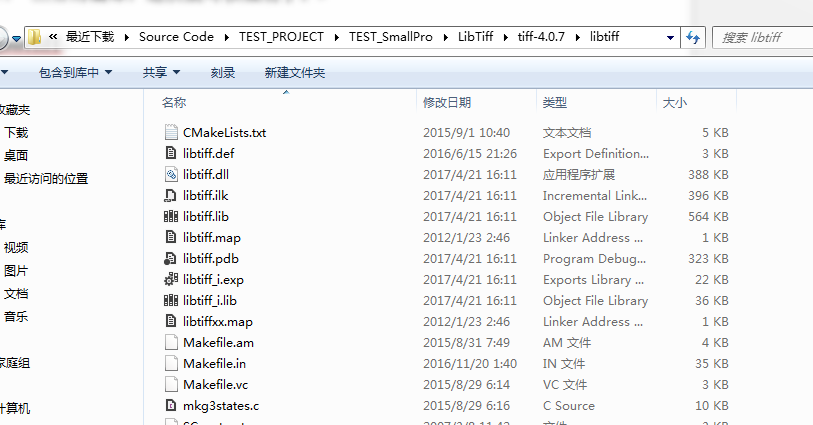 « 最近下载 Source Code TEST_PROJECT TEST_SmallPro LibTiff tiff-4.0.7 libtiff 搜索 libtiff
包含到库中 共享 刻录 新建文件夹
名称 修改日期 类型 大小
收藏夹
下载
桌面
最近访问的位置
库
视频
图片
文档
音乐
家庭组
计算机
CMakeLists.txt 2015/9/1 10:40 文本文档 5 KB
libtiff.def 2016/6/15 21:26 Export Definition... 3 KB
libtiff.dll 2017/4/21 16:11 应用程序扩展 388 KB
libtiff.ilk 2017/4/21 16:11 Incremental Link... 396 KB
libtiff.lib 2017/4/21 16:11 Object File Library 564 KB
libtiff.map 2012/1/23 2:46 Linker Address ... 1 KB
libtiff.pdb 2017/4/21 16:11 Program Debug... 323 KB
libtiff_i.exp 2017/4/21 16:11 Exports Library ... 22 KB
libtiff_i.lib 2017/4/21 16:11 Object File Library 36 KB
libtiffxx.map 2012/1/23 2:46 Linker Address ... 1 KB
Makefile.am 2015/8/31 7:49 AM 文件 4 KB
Makefile.in 2016/11/20 1:40 IN 文件 35 KB
Makefile.vc 2015/8/29 6:14 VC 文件 3 KB
mkg3states.c 2015/8/29 6:16 C Source 10 KB